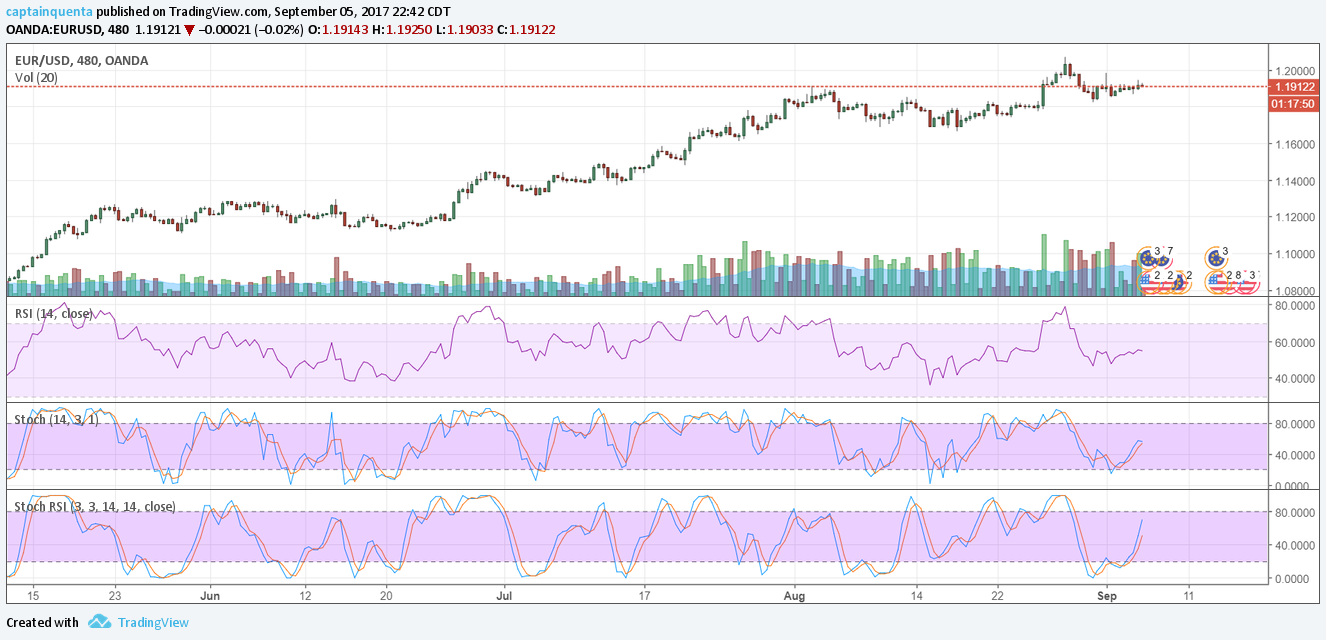 captainquenta published on TradingView.com, September 05, 2017 22:42 CDT
OANDA:EURUSD, 480 1.19121 ▼ −0.00021 (−0.02%) O:1.19143 H:1.19250 L:1.19033 C:1.19122
EUR/USD, 480, OANDA
Vol (20)
1.20000
1.19122
01:17:50
1.16000
1.14000
1.12000
1.10000
1.08000
3 7
3
2 2
2 8 3
RSI (14, close)
80.0000
60.0000
40.0000
Stoch (14, 3, 1)
80.0000
40.0000
0.0000
Stoch RSI (3, 3, 14, 14, close)
80.0000
40.0000
0.0000
15 23 Jun 12 20 Jul 17 Aug 14 22 Sep 11
Created with TradingView